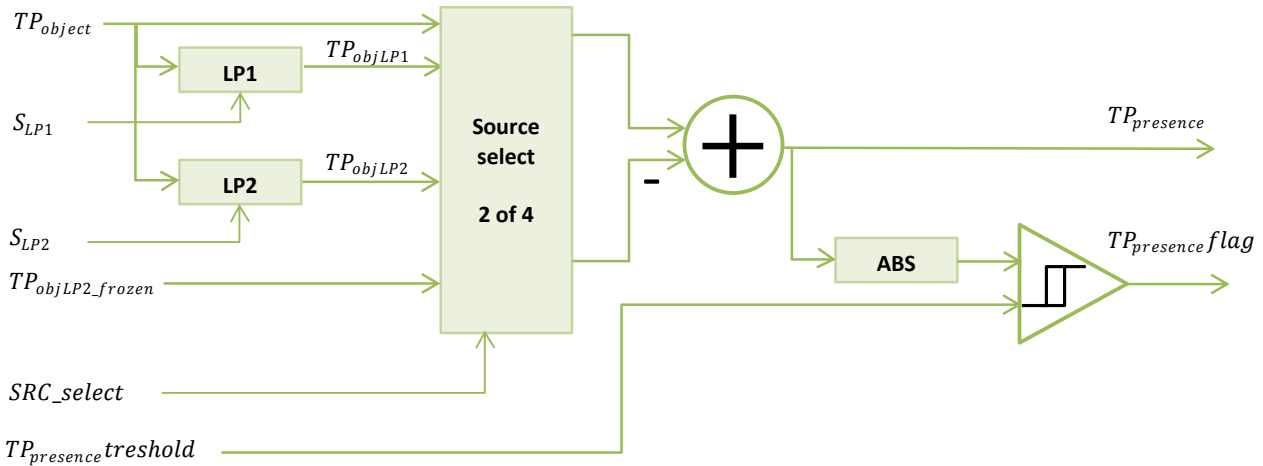 TP_object
TP_objLP1
LP1
S_LP1
TP_objLP2
LP2
S_LP2
TP_objLP2_frozen
SRC_select
TP_presence treshold
Source
select
2 of 4
+
-
TP_presence
ABS
TP_presence flag